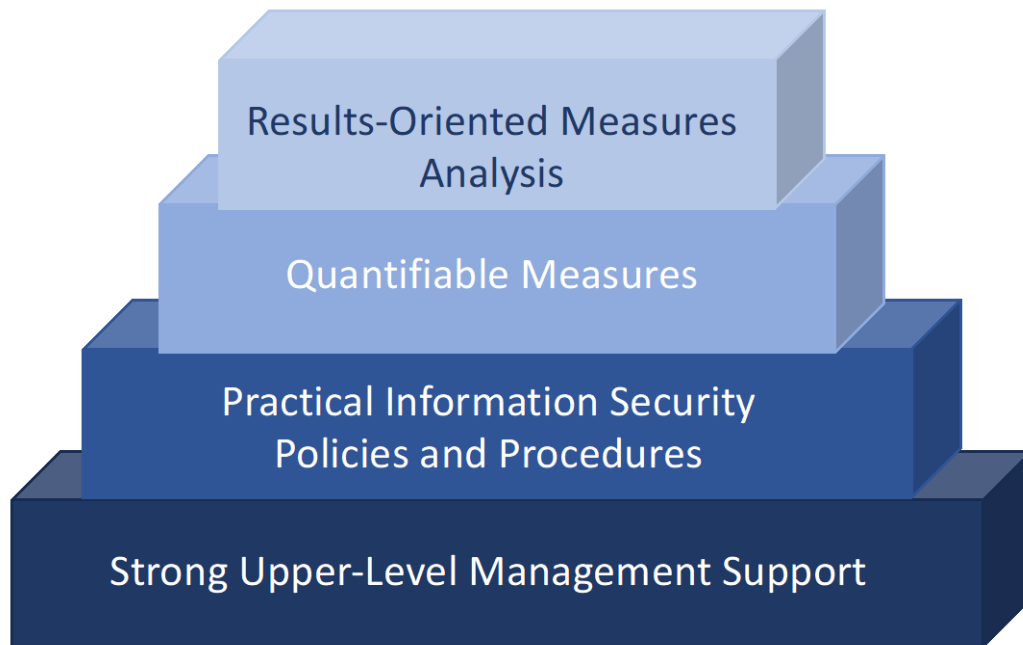 Results-Oriented Measures
Analysis
Quantifiable Measures
Practical Information Security
Policies and Procedures
Strong Upper-Level Management Support